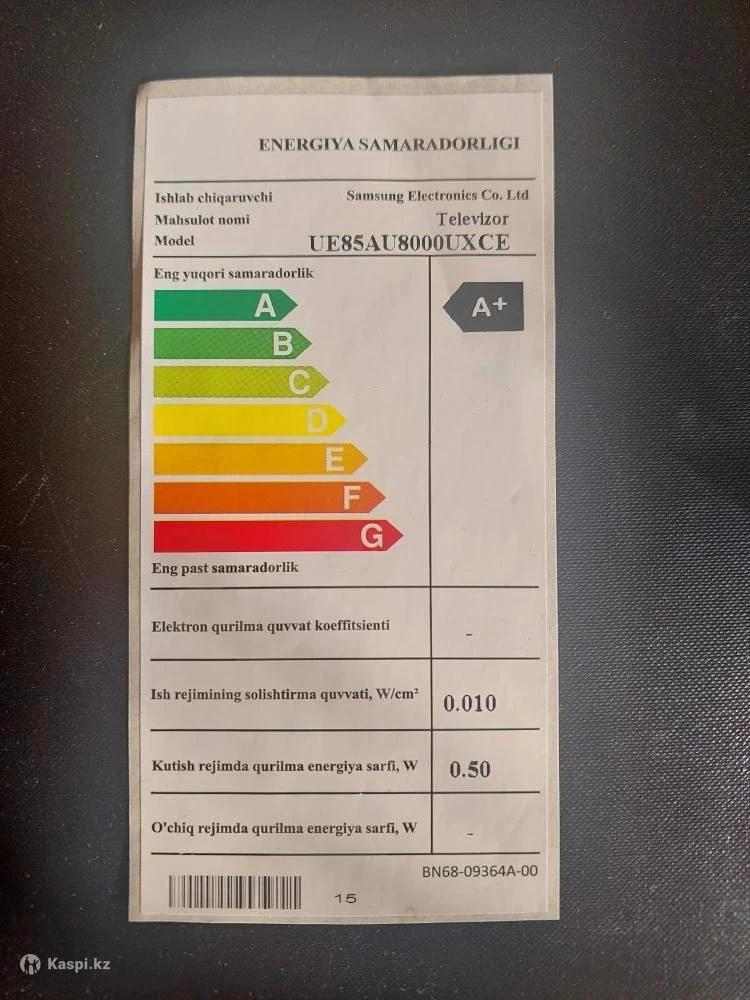 ENERGIYA SAMARADORLIGI
Ishlab chiqaruvchi Samsung Electronics Co. Ltd
Mahsulot nomi Televizor
Model UE85AU8000UXCE
Eng yuqori samaradorlik
A A+
B
C
D
E
F
G
Eng past samaradorlik
Elektron qurilma quvvat koeffitsienti -
Ish rejimining solishtirma quvvati, W/cm² 0.010
Kutish rejimda qurilma energiya sarfi, W 0.50
O'chiq rejimda qurilma energiya sarfi, W -
BN68-09364A-00
15
Kaspi.kz